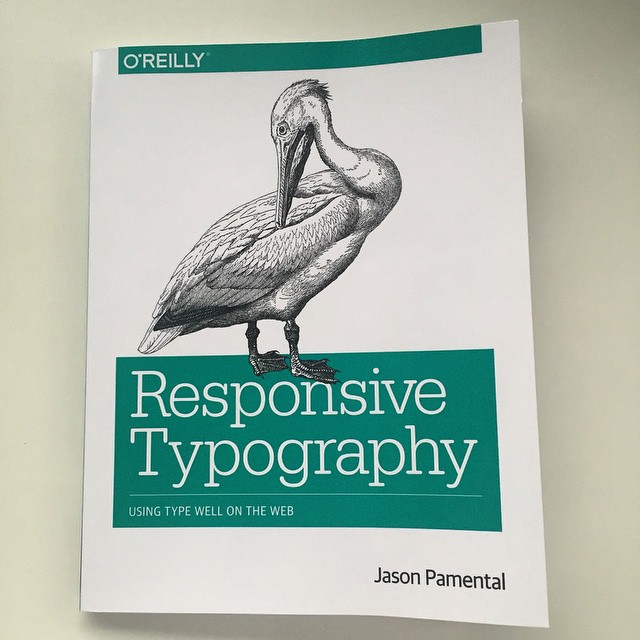 O'REILLY®
Responsive
Typography
USING TYPE WELL ON THE WEB
Jason Pamental